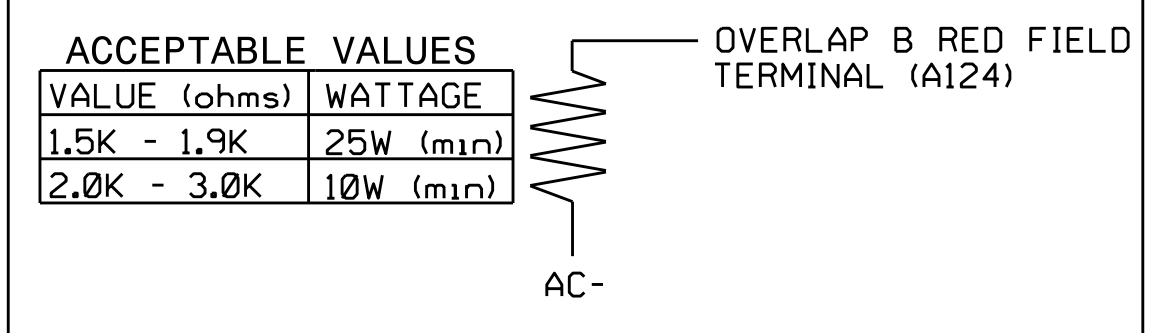 ACCEPTABLE VALUES
VALUE (ohms) WATTAGE
1.5K - 1.9K 25W (min)
2.0K - 3.0K 10W (min)
OVERLAP B RED FIELD
TERMINAL (A124)
AC-